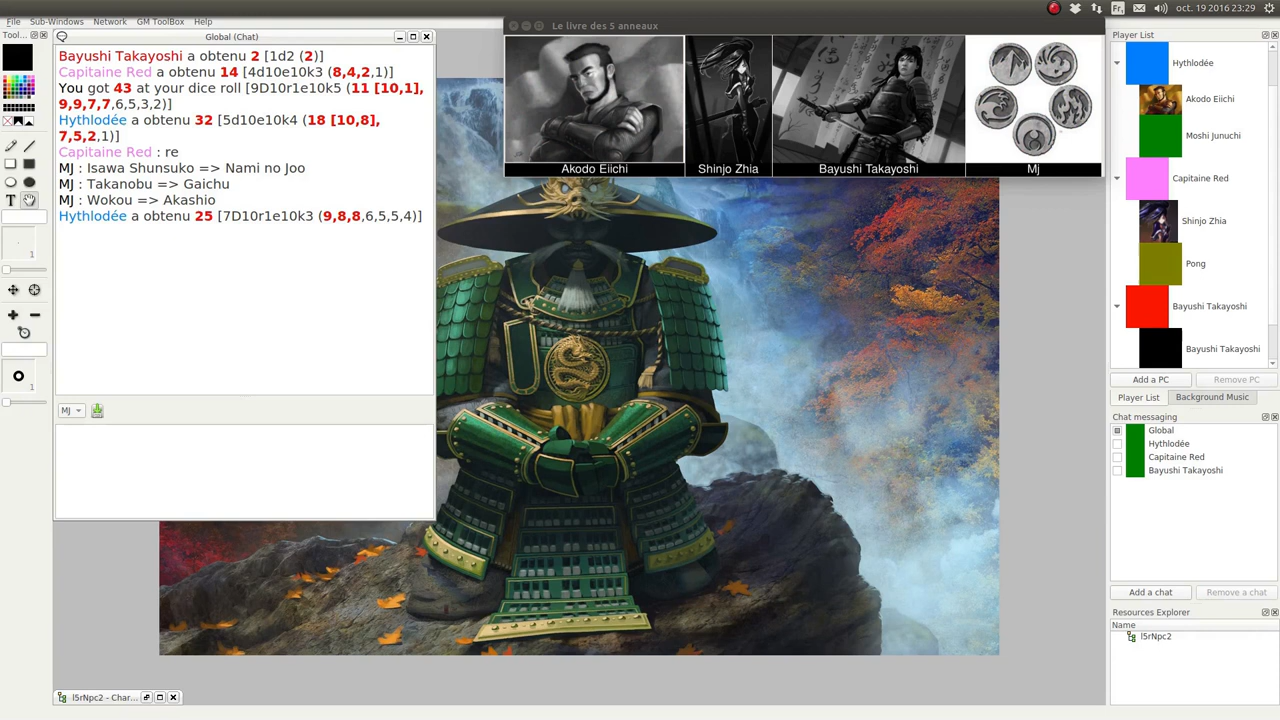 Fr₁
oct. 19 2016 23:29
File Sub-Windows Network GM ToolBox Help
Le livre des 5 anneaux
Tool...
Global (Chat)
Bayushi Takayoshi a obtenu 2 [1d2 (2)]
Capitaine Red a obtenu 14 [4d10e10k3 (8,4,2,1)]
You got 43 at your dice roll [9D10r1e10k5 (11 [10,1],
9,9,7,7,6,5,3,2)]
Hythlodée a obtenu 32 [5d10e10k4 (18 [10,8],
7,5,2,1)]
Capitaine Red : re
MJ : Isawa Shunsuko => Nami no Joo
MJ : Takanobu => Gaichu
MJ : Wokou => Akashio
Hythlodée a obtenu 25 [7D10r1e10k3 (9,8,8,6,5,5,4)]
T
1
1
MJ
Akodo Eiichi
Shinjo Zhia
Bayushi Takayoshi
Mj
Player List
Hythlodée
Akodo Eiichi
Moshi Junuchi
Capitaine Red
Shinjo Zhia
Pong
Bayushi Takayoshi
Bayushi Takayoshi
Add a PC
Remove PC
Player List
Background Music
Chat messaging
Global
Hythlodée
Capitaine Red
Bayushi Takayoshi
Add a chat
Remove a chat
Resources Explorer
Name
l5rNpc2
l5rNpc2 - Char...